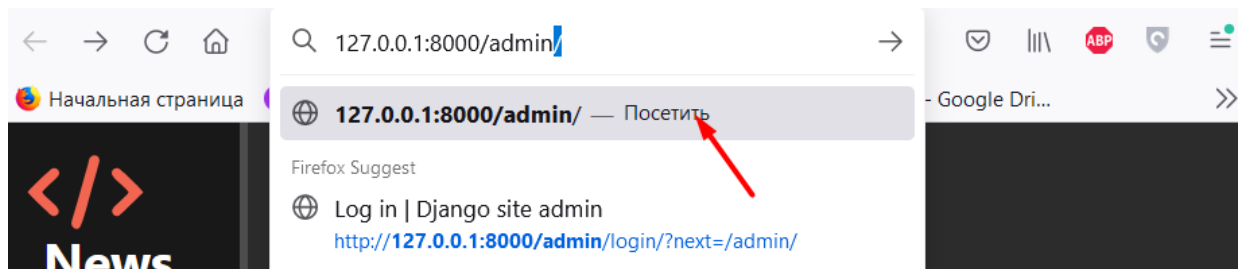 127.0.0.1:8000/admin/
ABP
Начальная страница
- Google Dri...
127.0.0.1:8000/admin/ — Посетить
Firefox Suggest
Log in | Django site admin
http://127.0.0.1:8000/admin/login/?next=/admin/
</>
News